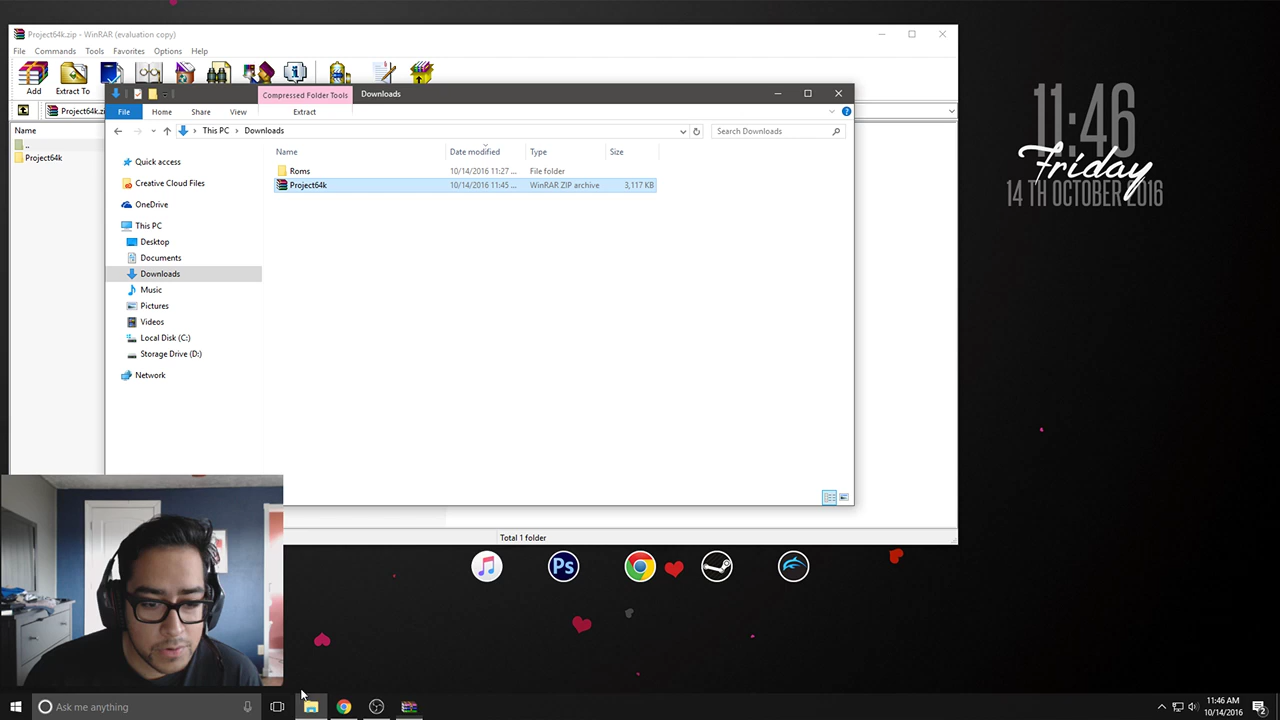 Project64k.zip - WinRAR (evaluation copy)
File Commands Tools Favorites Options Help
Add Extract To
Project64k.z
Name
..
Project64k
Compressed Folder Tools Downloads
File Home Share View Extract
This PC > Downloads
Search Downloads
Name Date modified Type Size
Roms 10/14/2016 11:27 ... File folder
Project64k 10/14/2016 11:45 ... WinRAR ZIP archive 3,117 KB
Quick access
Creative Cloud Files
OneDrive
This PC
Desktop
Documents
Downloads
Music
Pictures
Videos
Local Disk (C:)
Storage Drive (D:)
Network
Total 1 folder
11:46
Friday
14 TH OCTOBER 2016
Ps
Ask me anything
11:46 AM
10/14/2016
2